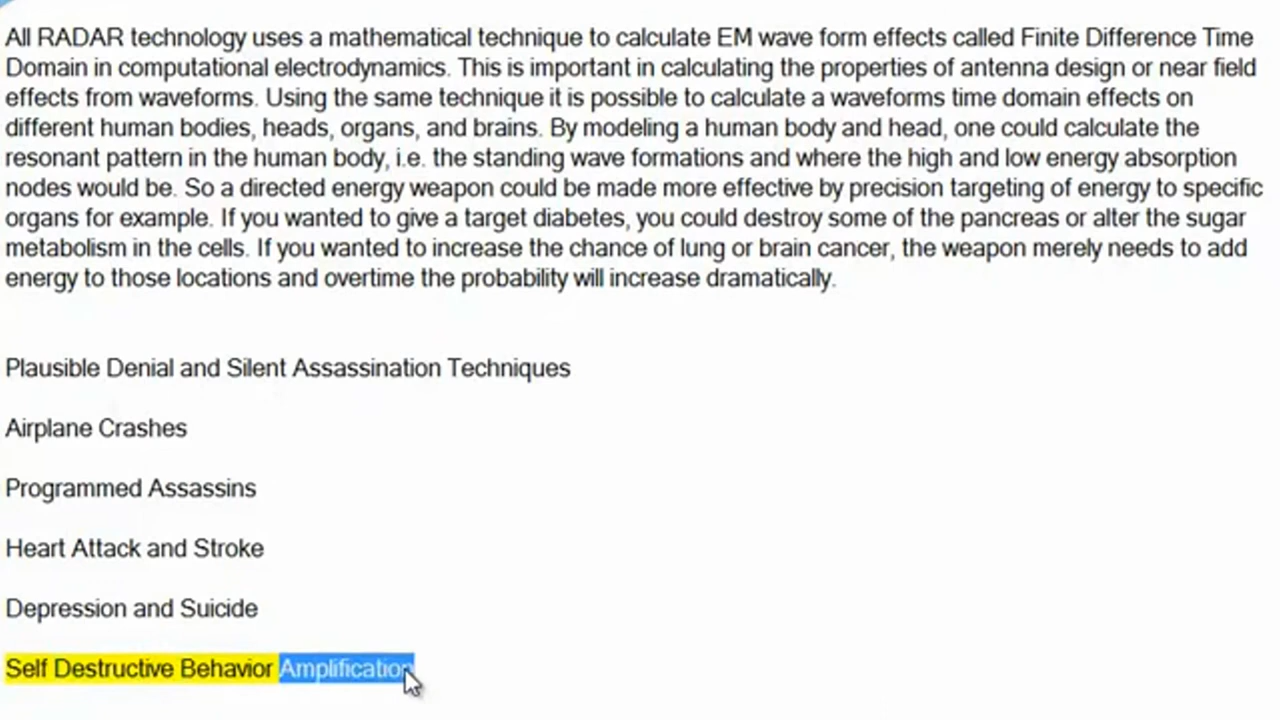 All RADAR technology uses a mathematical technique to calculate EM wave form effects called Finite Difference Time
Domain in computational electrodynamics. This is important in calculating the properties of antenna design or near field
effects from waveforms. Using the same technique it is possible to calculate a waveforms time domain effects on
different human bodies, heads, organs, and brains. By modeling a human body and head, one could calculate the
resonant pattern in the human body, i.e. the standing wave formations and where the high and low energy absorption
nodes would be. So a directed energy weapon could be made more effective by precision targeting of energy to specific
organs for example. If you wanted to give a target diabetes, you could destroy some of the pancreas or alter the sugar
metabolism in the cells. If you wanted to increase the chance of lung or brain cancer, the weapon merely needs to add
energy to those locations and overtime the probability will increase dramatically.
Plausible Denial and Silent Assassination Techniques
Airplane Crashes
Programmed Assassins
Heart Attack and Stroke
Depression and Suicide
Self Destructive Behavior Amplification